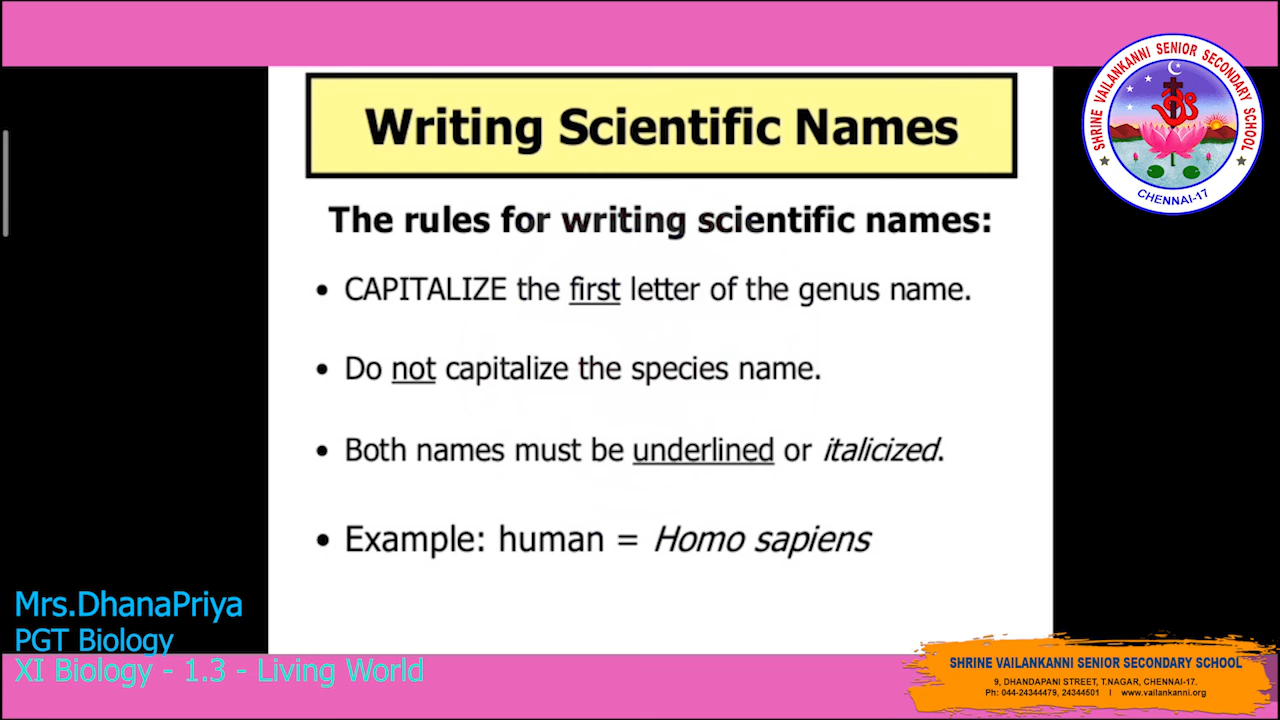 Writing Scientific Names
The rules for writing scientific names:
• CAPITALIZE the first letter of the genus name.
• Do not capitalize the species name.
• Both names must be underlined or italicized.
• Example: human = Homo sapiens
SHRINE VAILANKANNI SENIOR SECONDARY SCHOOL
CHENNAI-17
Mrs.DhanaPriya
PGT Biology
XI Biology - 1.3 - Living World
SHRINE VAILANKANNI SENIOR SECONDARY SCHOOL
9, DHANDAPANI STREET, T.NAGAR, CHENNAI-17.
Ph: 044-24344479, 24344501 I www.vailankanni.org